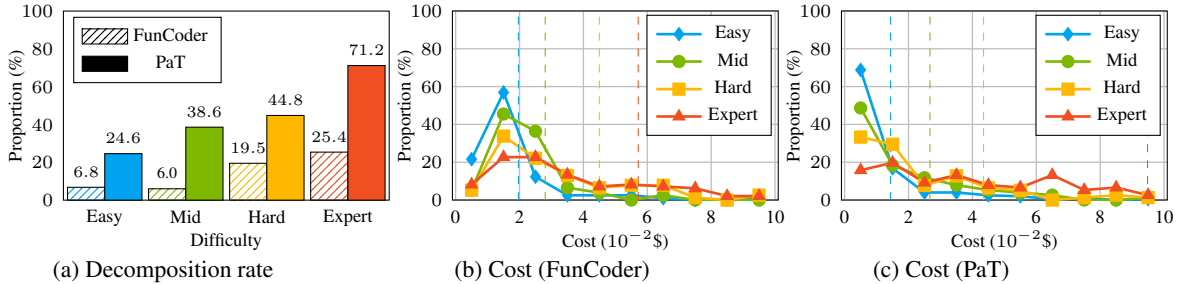 100
80
60
40
20
0
Proportion (%)
FunCoder
PaT
6.8
24.6
6.0
38.6
19.5
44.8
25.4
71.2
Easy
Mid
Hard
Expert
Difficulty
(a) Decomposition rate
100
80
60
40
20
0
Proportion (%)
Easy
Mid
Hard
Expert
0 2 4 6 8 10
Cost (10⁻²$)
(b) Cost (FunCoder)
100
80
60
40
20
0
Proportion (%)
Easy
Mid
Hard
Expert
0 2 4 6 8 10
Cost (10⁻²$)
(c) Cost (PaT)